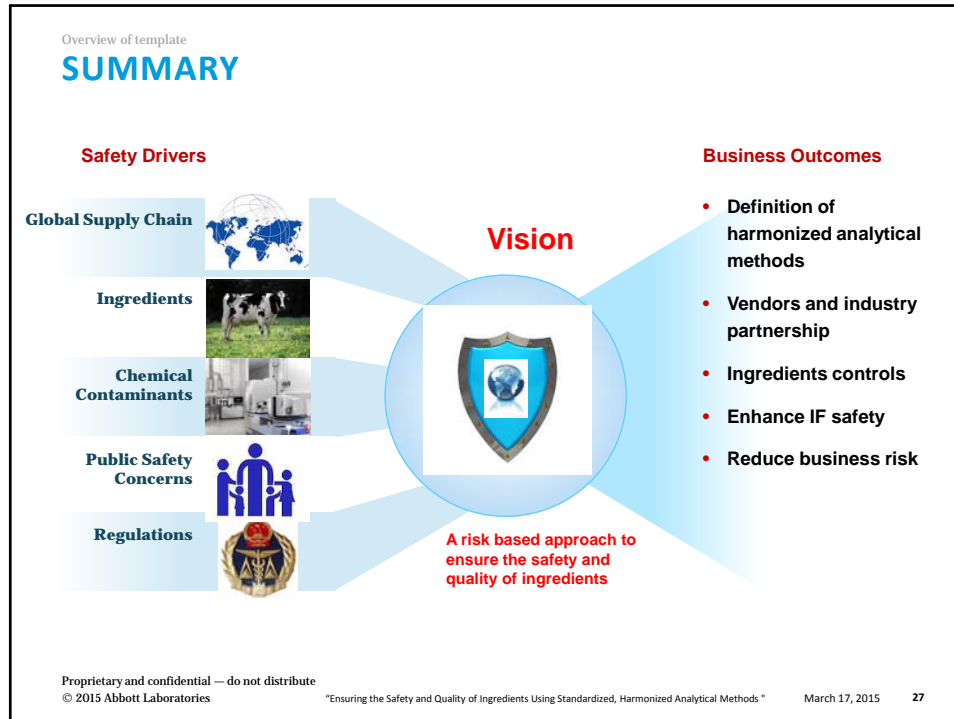 Overview of template
SUMMARY
Safety Drivers
Global Supply Chain
Ingredients
Chemical
Contaminants
Public Safety
Concerns
Regulations
Vision
A risk based approach to
ensure the safety and
quality of ingredients
Business Outcomes
• Definition of
harmonized analytical
methods
• Vendors and industry
partnership
• Ingredients controls
• Enhance IF safety
• Reduce business risk
Proprietary and confidential — do not distribute
© 2015 Abbott Laboratories
“Ensuring the Safety and Quality of Ingredients Using Standardized, Harmonized Analytical Methods "
March 17, 2015
27